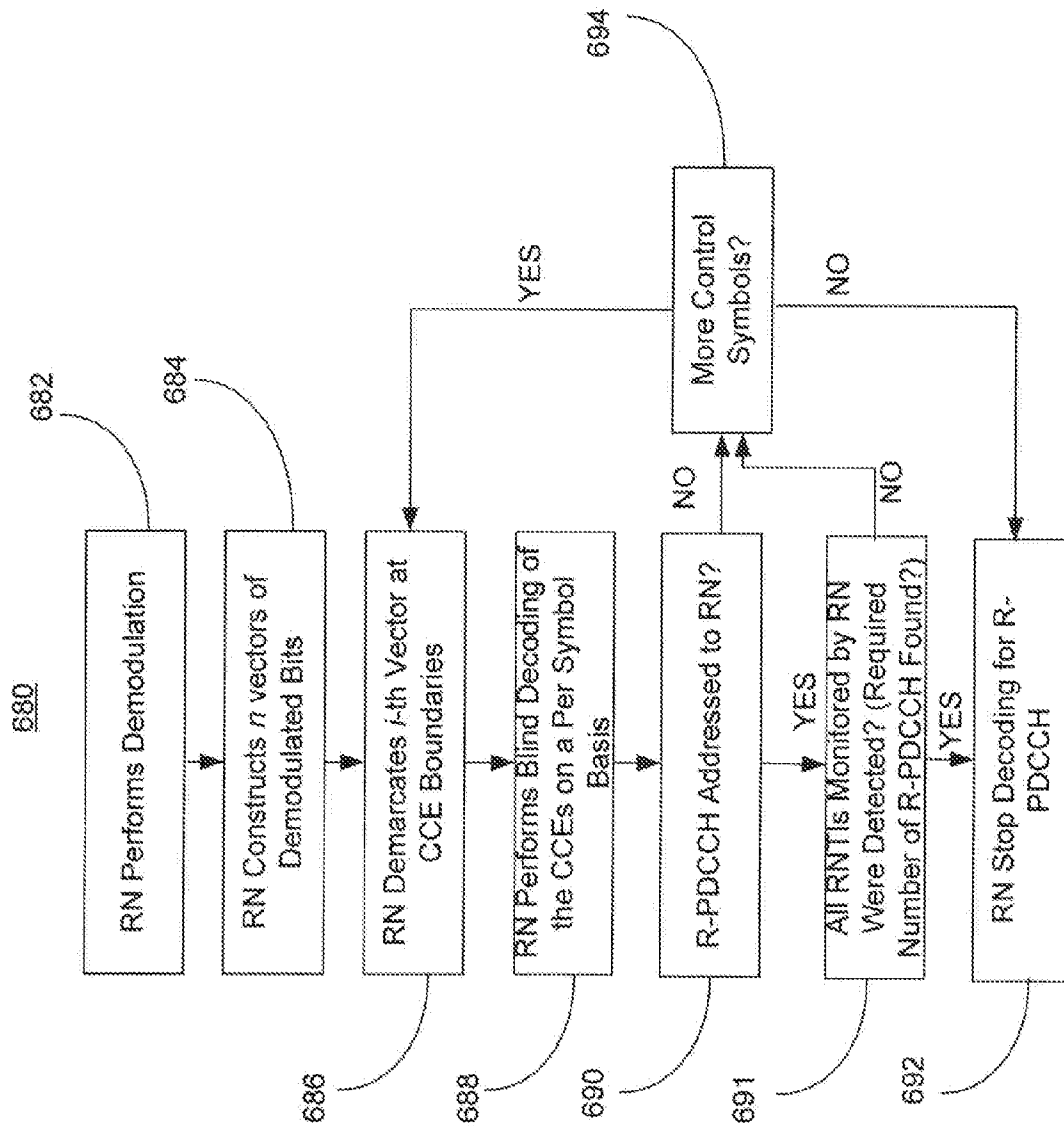 680
RN Performs Demodulation
682
RN Constructs n vectors of
Demodulated Bits
684
RN Demarcates i-th Vector at
CCE Boundaries
686
RN Performs Blind Decoding of
the CCEs on a Per Symbol
Basis
688
R-PDCCH Addressed to RN?
690
NO
YES
All RNTIs Monitored by RN
Were Detected? (Required
Number of R-PDCCH Found?)
691
NO
YES
RN Stop Decoding for R-
PDCCH
692
More Control
Symbols?
694
YES
NO